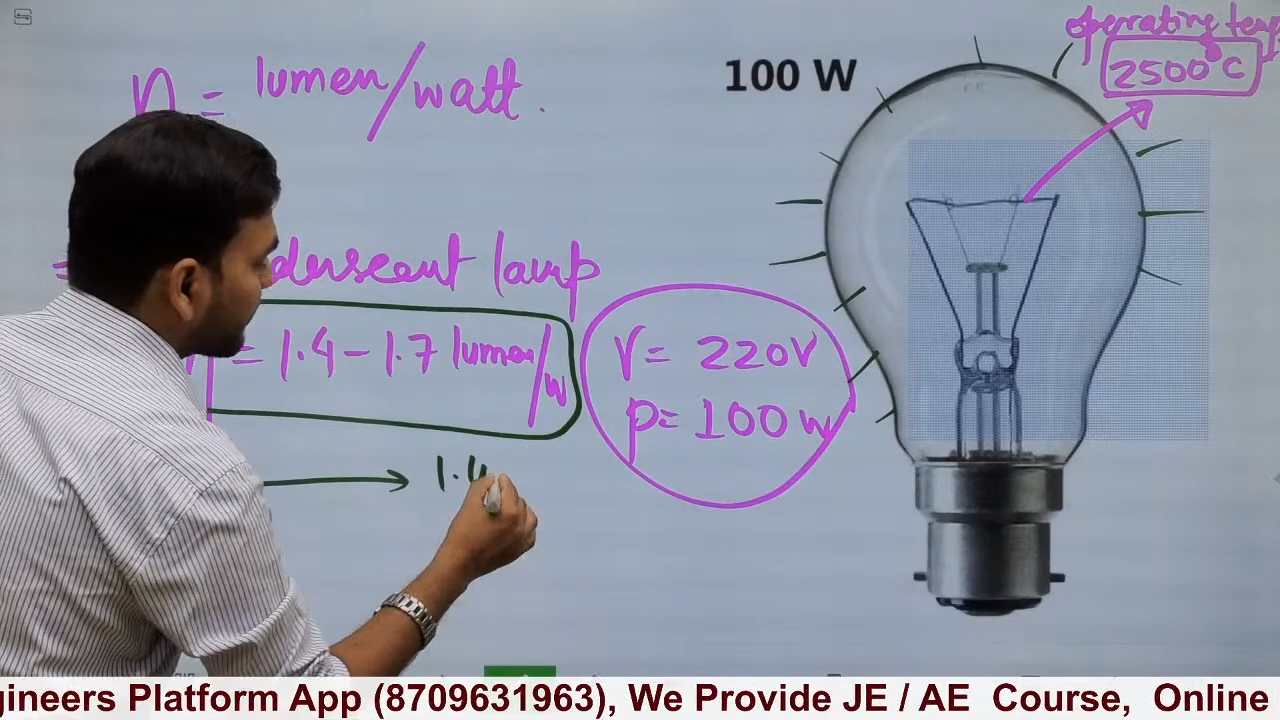 operating temp
2500°C
100 W
η = lumen/watt.
descent lamp
η = 1.4 – 1.7 lumen/w
V = 220V
P = 100 W
1.4
gineers Platform App (8709631963), We Provide JE / AE Course, Online